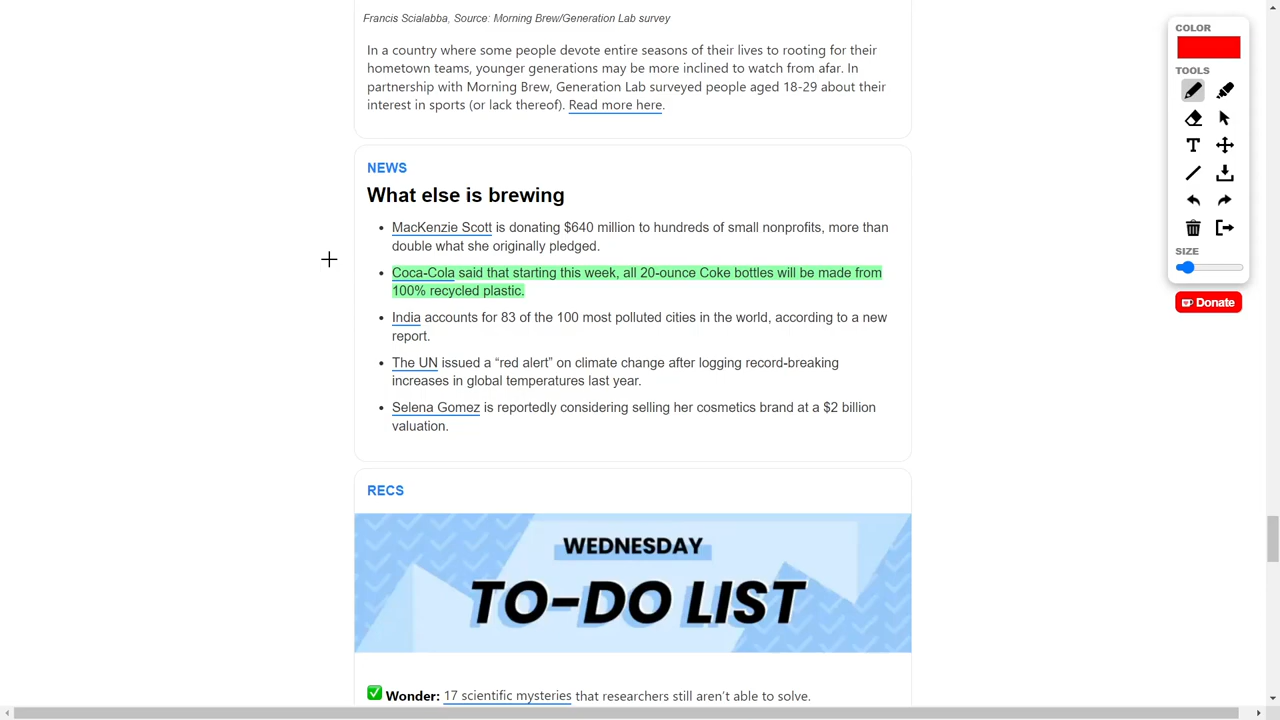 Francis Scialabba, Source: Morning Brew/Generation Lab survey
In a country where some people devote entire seasons of their lives to rooting for their
hometown teams, younger generations may be more inclined to watch from afar. In
partnership with Morning Brew, Generation Lab surveyed people aged 18-29 about their
interest in sports (or lack thereof). Read more here.
NEWS
What else is brewing
• MacKenzie Scott is donating $640 million to hundreds of small nonprofits, more than
double what she originally pledged.
• Coca-Cola said that starting this week, all 20-ounce Coke bottles will be made from
100% recycled plastic.
• India accounts for 83 of the 100 most polluted cities in the world, according to a new
report.
• The UN issued a “red alert” on climate change after logging record-breaking
increases in global temperatures last year.
• Selena Gomez is reportedly considering selling her cosmetics brand at a $2 billion
valuation.
RECS
WEDNESDAY
TO-DO LIST
Wonder: 17 scientific mysteries that researchers still aren’t able to solve.
COLOR
TOOLS
T
SIZE
Donate